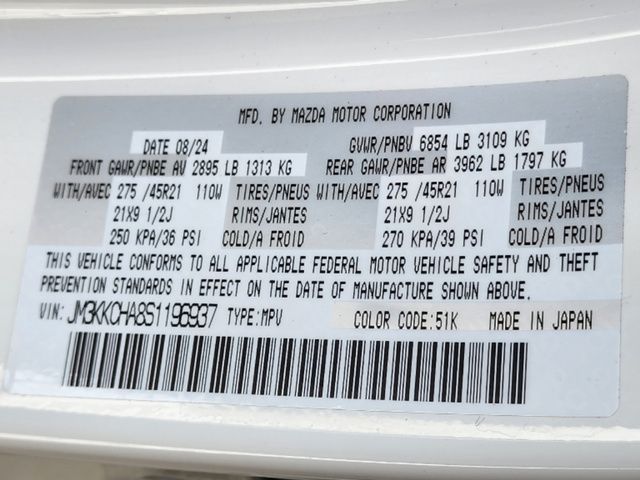 MFD. BY MAZDA MOTOR CORPORATION
DATE 08/24 GVWR/PNBV 6854 LB 3109 KG
FRONT GAWR/PNBE AV 2895 LB 1313 KG REAR GAWR/PNBE AR 3962 LB 1797 KG
WITH/AVEC 275 /45R21 110W TIRES/PNEUS WITH/AVEC 275 /45R21 110W TIRES/PNEUS
21X9 1/2J RIMS/JANTES 21X9 1/2J RIMS/JANTES
250 KPA/36 PSI COLD/A FROID 270 KPA/39 PSI COLD/A FROID
THIS VEHICLE CONFORMS TO ALL APPLICABLE FEDERAL MOTOR VEHICLE SAFETY AND THEFT
PREVENTION STANDARDS IN EFFECT ON THE DATE OF MANUFACTURE SHOWN ABOVE.
VIN: JM3KKCHA8S1196937 TYPE:MPV COLOR CODE:51K MADE IN JAPAN